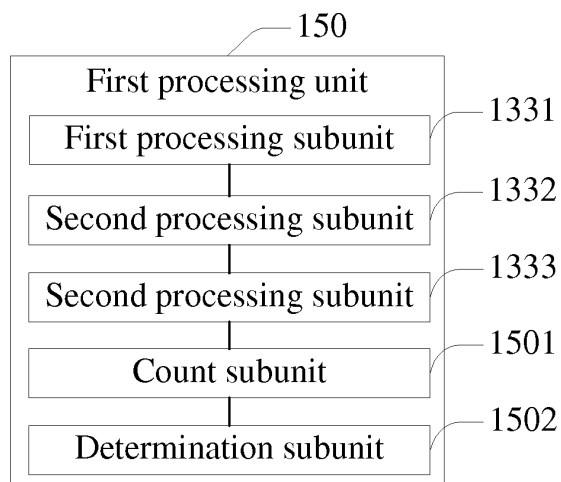 150
First processing unit
1331
First processing subunit
1332
Second processing subunit
1333
Second processing subunit
1501
Count subunit
1502
Determination subunit